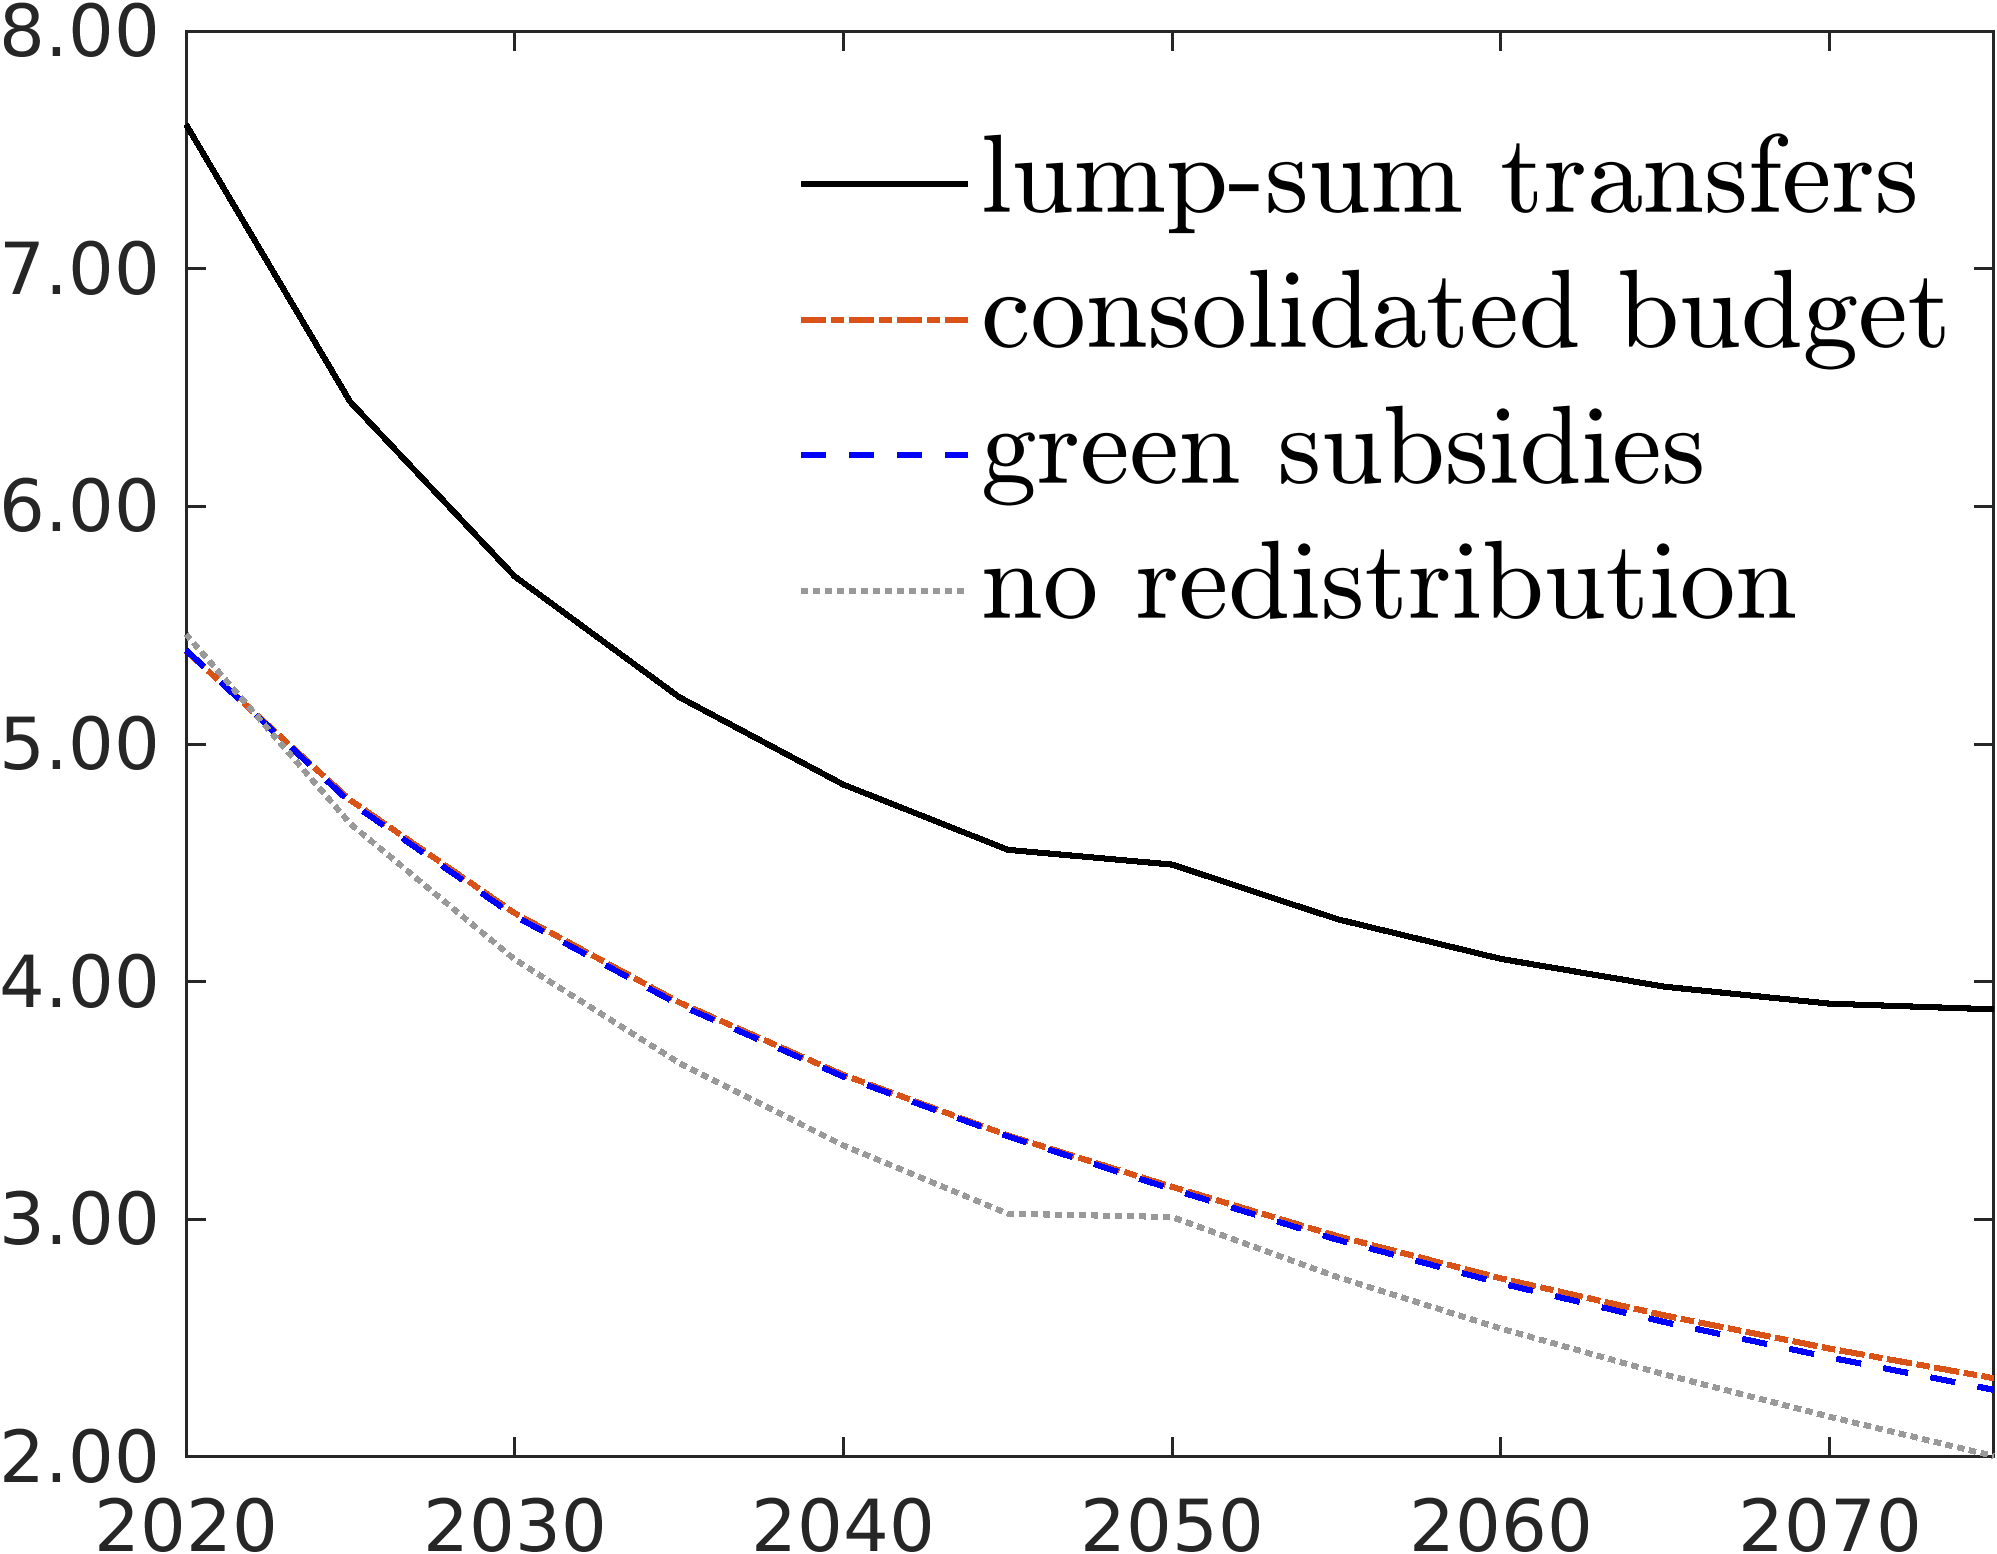 8.00
7.00
6.00
5.00
4.00
3.00
2.00
2020 2030 2040 2050 2060 2070
lump-sum transfers
consolidated budget
green subsidies
no redistribution